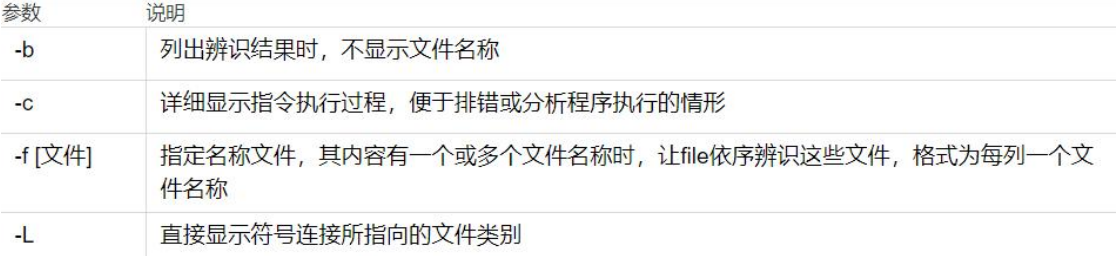 参数 说明
-b 列出辨识结果时，不显示文件名称
-c 详细显示指令执行过程，便于排错或分析程序执行的情形
-f [文件] 指定名称文件，其内容有一个或多个文件名称时，让file依序辨识这些文件，格式为每列一个文
件名称
-L 直接显示符号连接所指向的文件类别